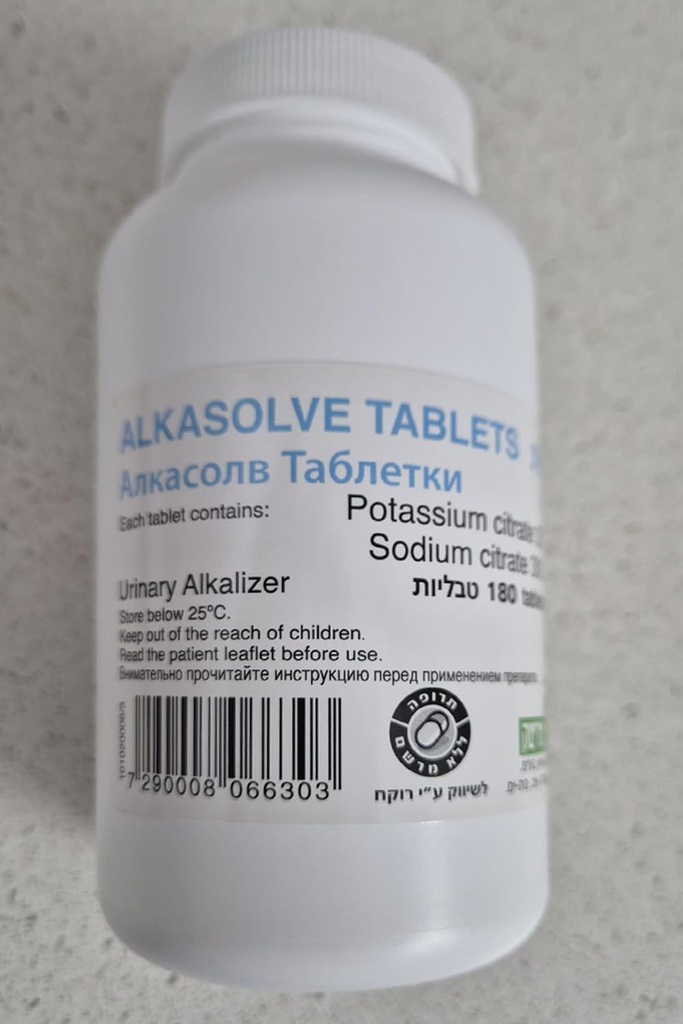 ALKASOLVE TABLETS
Алкасолв Таблетки
Each tablet contains:
Potassium citrate
Sodium citrate
Urinary Alkalizer
180 טבליות
Store below 25°C.
Keep out of the reach of children.
Read the patient leaflet before use.
Внимательно прочитайте инструкцию перед применением
תרופה
ללא מרשם
7 290008 066303
לשיווק ע״י רוקח